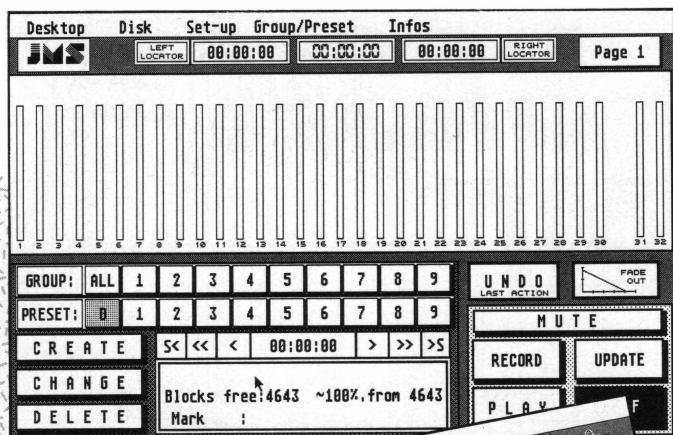 Desktop Disk Set-up Group/Preset Infos
JMS LEFT LOCATOR 00:00:00 00:00:00 00:00:00 RIGHT LOCATOR Page 1
1 2 3 4 5 6 7 8 9 10 11 12 13 14 15 16 17 18 19 20 21 22 23 24 25 26 27 28 29 30 31 32
GROUP: ALL 1 2 3 4 5 6 7 8 9
UNDO
LAST ACTION
FADE OUT
PRESET: 0 1 2 3 4 5 6 7 8 9
MUTE
CREATE S< << < 00:00:00 > >> >S
RECORD UPDATE
CHANGE
Blocks free:4643 ~100%.from 4643
DELETE
Mark :
PLAY